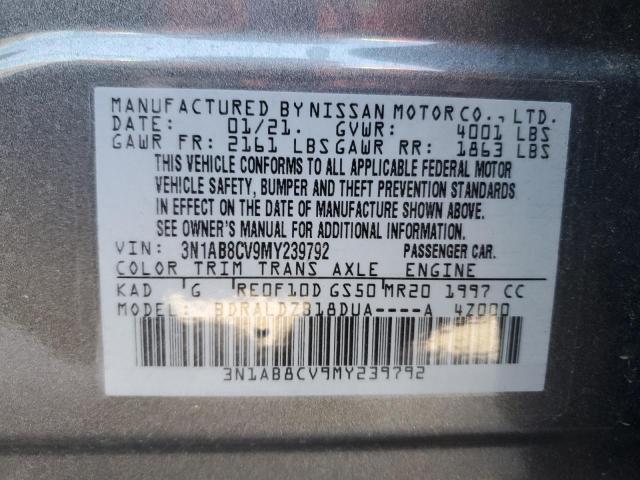 MANUFACTURED BY NISSAN MOTOR CO., LTD.
DATE: 01/21. GVWR: 4001 LBS
GAWR FR: 2161 LBS GAWR RR: 1863 LBS
THIS VEHICLE CONFORMS TO ALL APPLICABLE FEDERAL MOTOR
VEHICLE SAFETY, BUMPER AND THEFT PREVENTION STANDARDS
IN EFFECT ON THE DATE OF MANUFACTURE SHOWN ABOVE.
SEE OWNER'S MANUAL FOR ADDITIONAL INFORMATION
VIN: 3N1AB8CV9MY239792 PASSENGER CAR.
COLOR TRIM TRANS AXLE ENGINE
KAD G RE0F10D GS50 MR20 1997 CC
MODEL: BDRALDZB18DUA----A 4Z000
3N1AB8CV9MY239792